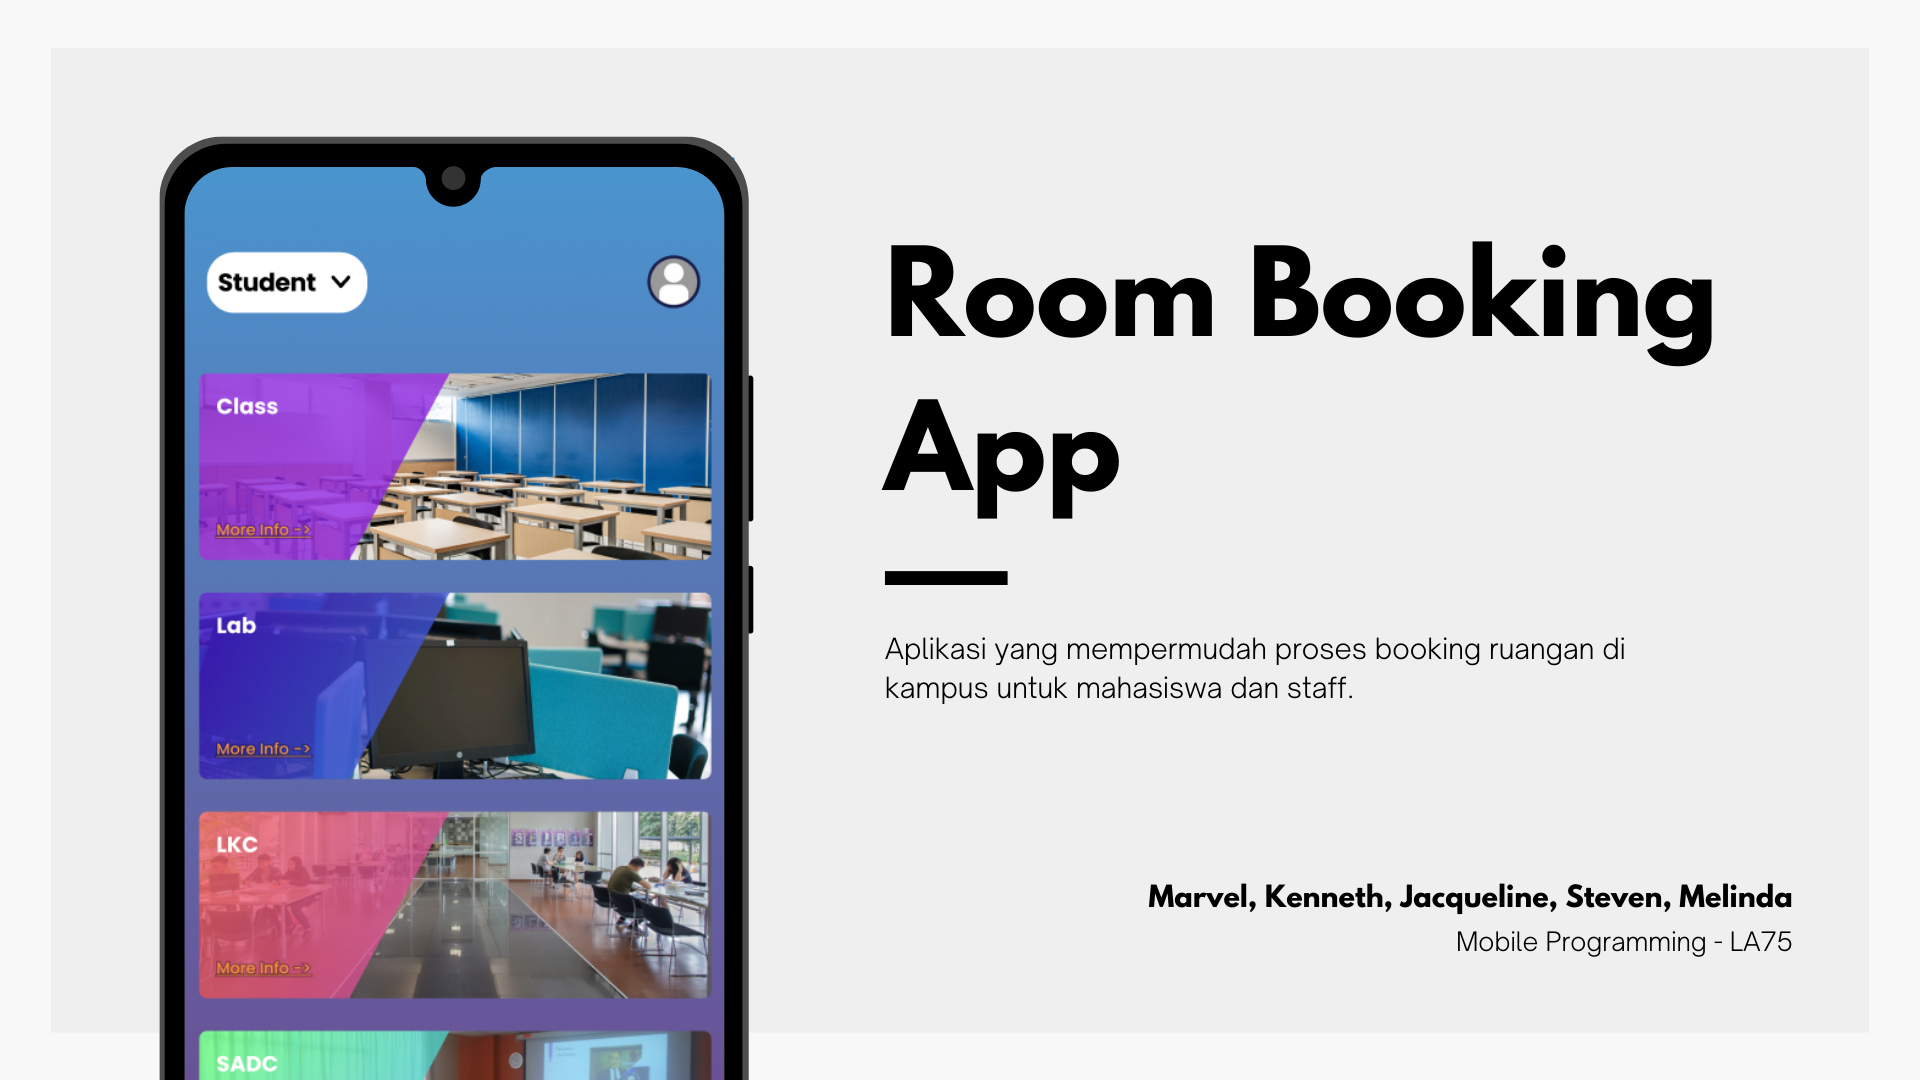 Student
Class
More Info ->
Lab
More Info ->
LKC
More Info ->
SADC
Room Booking
App
Aplikasi yang mempermudah proses booking ruangan di
kampus untuk mahasiswa dan staff.
Marvel, Kenneth, Jacqueline, Steven, Melinda
Mobile Programming - LA75